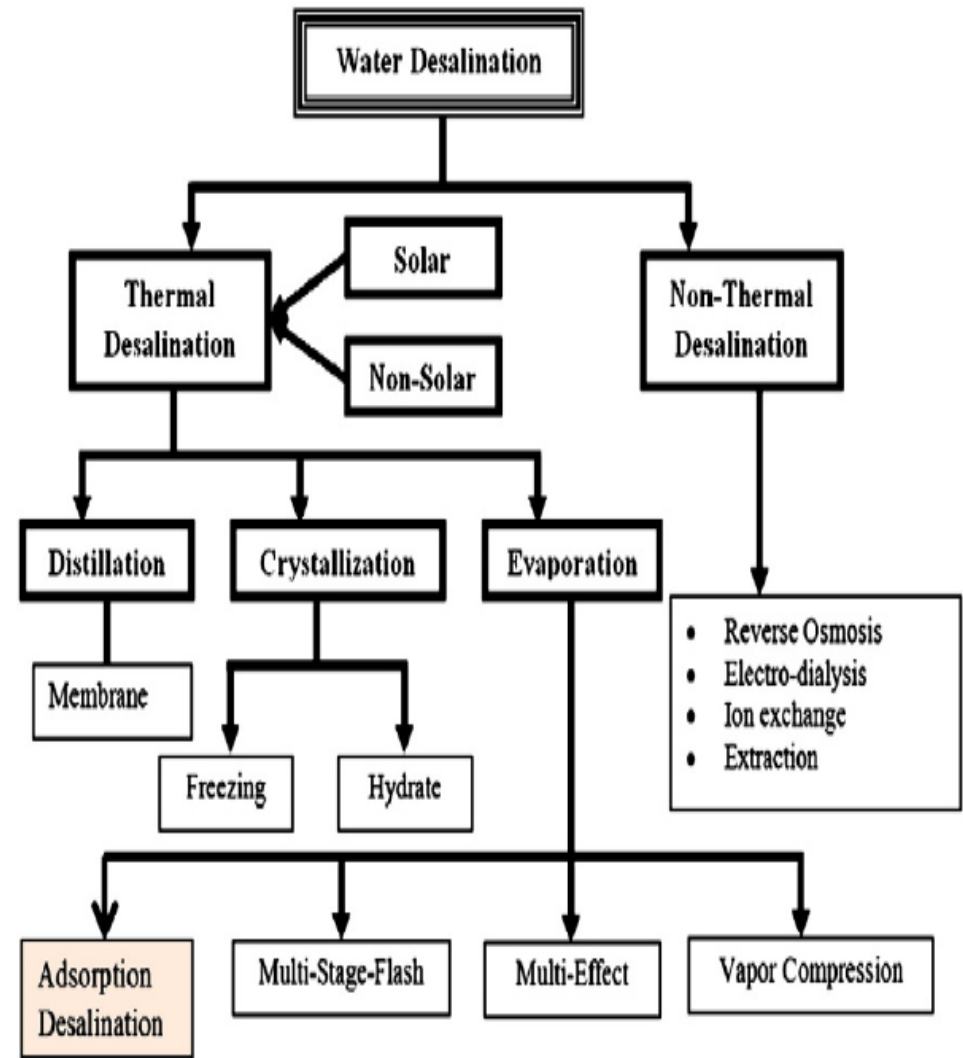 Water Desalination
Solar
Thermal
Desalination
Non-Thermal
Desalination
Non-Solar
Distillation
Crystallization
Evaporation
• Reverse Osmosis
• Electro-dialysis
• Ion exchange
• Extraction
Membrane
Freezing
Hydrate
Adsorption
Desalination
Multi-Stage-Flash
Multi-Effect
Vapor Compression